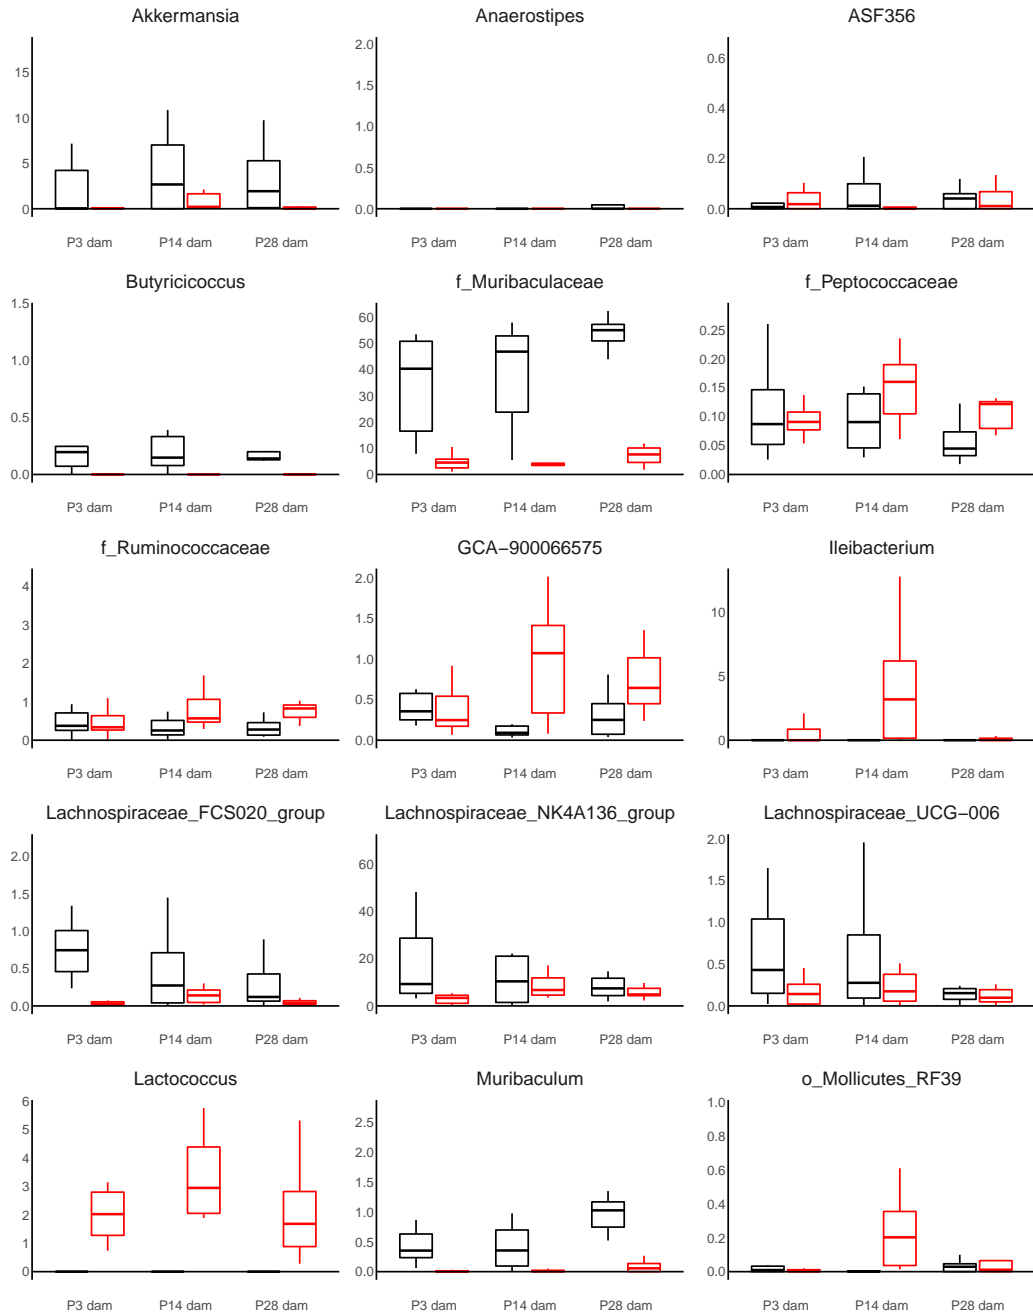 Akkermansia
Anaerostipes
ASF356
15
10
5
0
P3 dam P14 dam P28 dam
2.0
1.5
1.0
0.5
0.0
P3 dam P14 dam P28 dam
0.6
0.4
0.2
0.0
P3 dam P14 dam P28 dam
Butyricicoccus
f_Muribaculaceae
f_Peptococcaceae
1.5
1.0
0.5
0.0
P3 dam P14 dam P28 dam
60
50
40
30
20
10
0
P3 dam P14 dam P28 dam
0.25
0.20
0.15
0.10
0.05
0.00
P3 dam P14 dam P28 dam
f_Ruminococcaceae
GCA−900066575
Ileibacterium
4
3
2
1
0
P3 dam P14 dam P28 dam
2.0
1.5
1.0
0.5
0.0
P3 dam P14 dam P28 dam
10
5
0
P3 dam P14 dam P28 dam
Lachnospiraceae_FCS020_group
Lachnospiraceae_NK4A136_group
Lachnospiraceae_UCG−006
2.0
1.5
1.0
0.5
0.0
P3 dam P14 dam P28 dam
60
40
20
0
P3 dam P14 dam P28 dam
2.0
1.5
1.0
0.5
0.0
P3 dam P14 dam P28 dam
Lactococcus
Muribaculum
o_Mollicutes_RF39
6
5
4
3
2
1
0
P3 dam P14 dam P28 dam
2.5
2.0
1.5
1.0
0.5
0.0
P3 dam P14 dam P28 dam
1.0
0.8
0.6
0.4
0.2
0.0
P3 dam P14 dam P28 dam